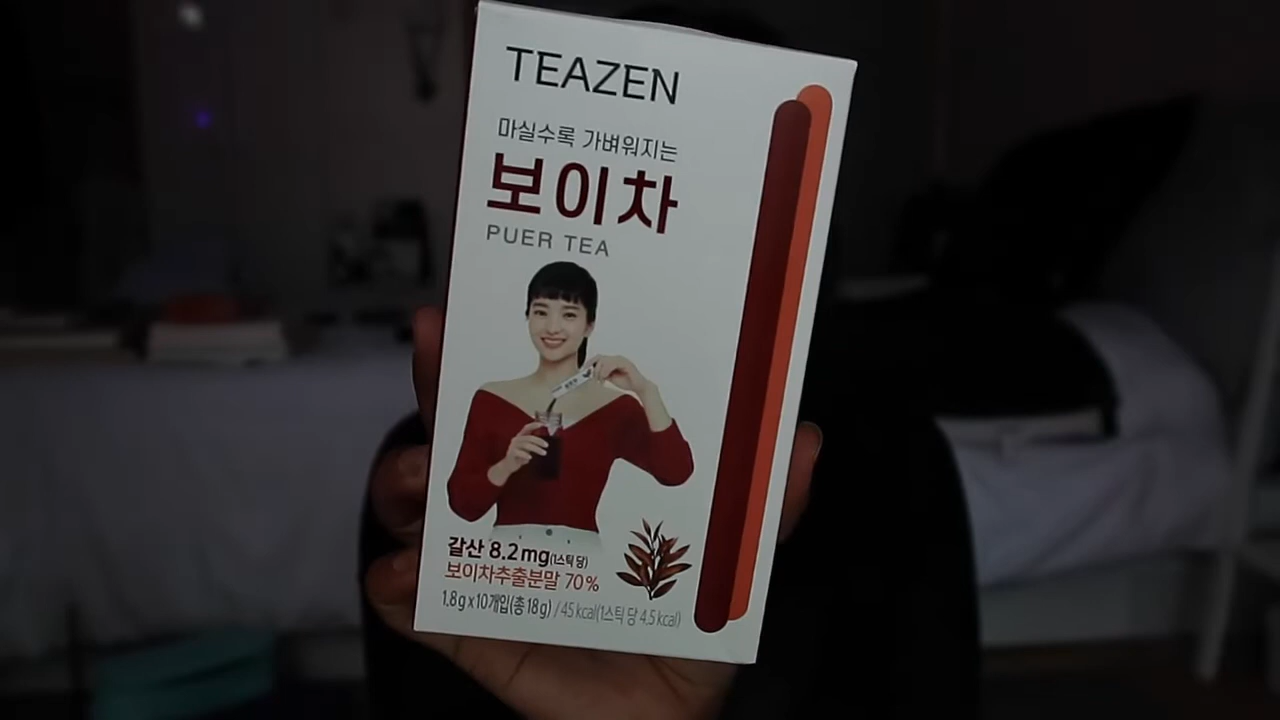 TEAZEN
마실수록 가벼워지는
보이차
PUER TEA
갈산 8.2mg(1스틱 당)
보이차추출분말 70%
1.8g x 10개입(총 18g) / 45 kcal(1스틱 당 4.5 kcal)